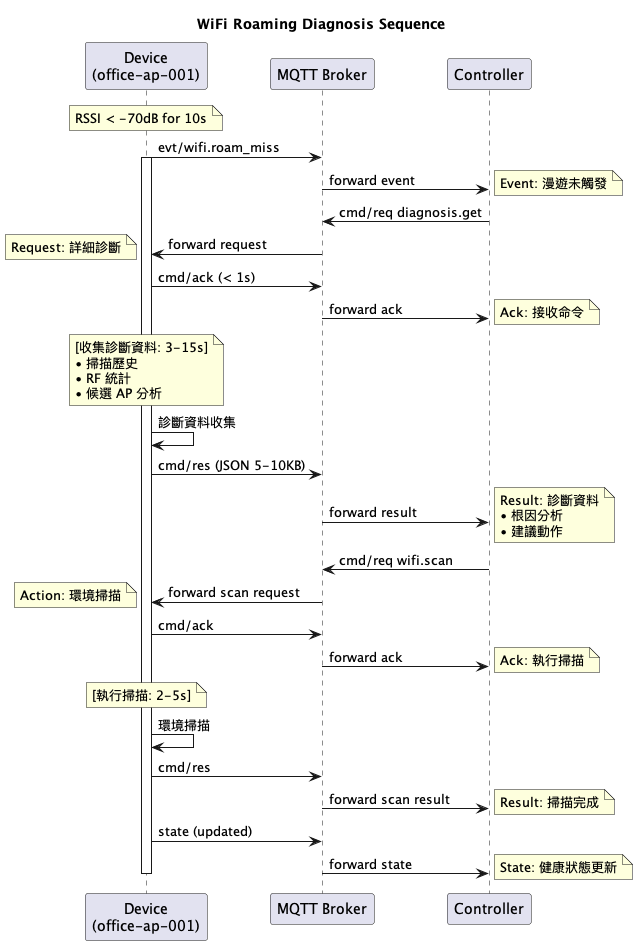 WiFi Roaming Diagnosis Sequence
Device
(office-ap-001)
MQTT Broker
Controller
RSSI < -70dB for 10s
evt/wifi.roam_miss
forward event
Event: 漫遊未觸發
cmd/req diagnosis.get
Request: 詳細診斷
forward request
cmd/ack (< 1s)
forward ack
Ack: 接收命令
[收集診斷資料: 3-15s]
• 掃描歷史
• RF 統計
• 候選 AP 分析
診斷資料收集
cmd/res (JSON 5-10KB)
forward result
Result: 診斷資料
• 根因分析
• 建議動作
cmd/req wifi.scan
Action: 環境掃描
forward scan request
cmd/ack
forward ack
Ack: 執行掃描
[執行掃描: 2-5s]
環境掃描
cmd/res
forward scan result
Result: 掃描完成
state (updated)
forward state
State: 健康狀態更新
Device
(office-ap-001)
MQTT Broker
Controller